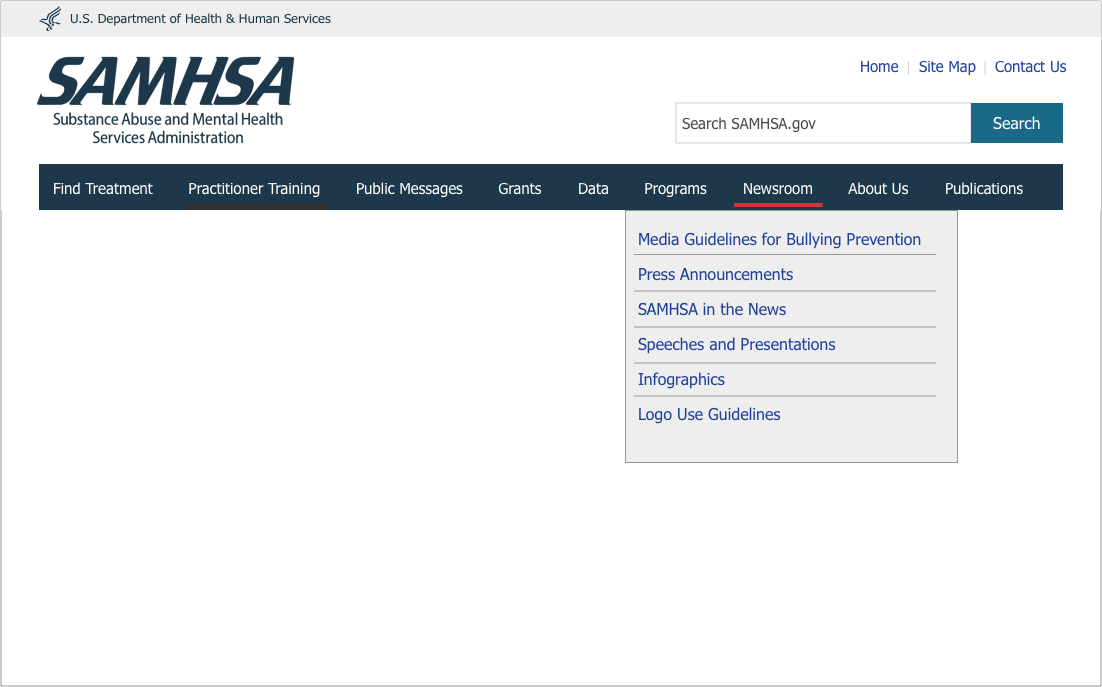 U.S. Department of Health & Human Services
SAMHSA
Substance Abuse and Mental Health
Services Administration
Home | Site Map | Contact Us
Search SAMHSA.gov
Search
Find Treatment Practitioner Training Public Messages Grants Data Programs Newsroom About Us Publications
Media Guidelines for Bullying Prevention
Press Announcements
SAMHSA in the News
Speeches and Presentations
Infographics
Logo Use Guidelines